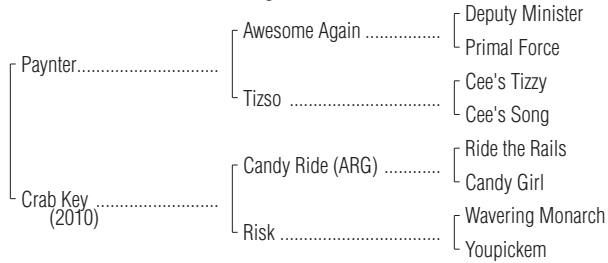 Deputy Minister
Awesome Again ................
Primal Force
Paynter..............................
Cee's Tizzy
Tizso ................................
Cee's Song
Ride the Rails
Candy Ride (ARG) ............
Candy Girl
Crab Key ..........................
(2010)
Wavering Monarch
Risk ..................................
Youpickem